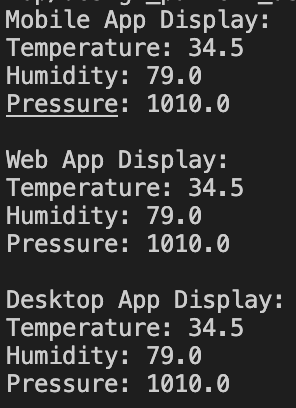 Mobile App Display:
Temperature: 34.5
Humidity: 79.0
Pressure: 1010.0
Web App Display:
Temperature: 34.5
Humidity: 79.0
Pressure: 1010.0
Desktop App Display:
Temperature: 34.5
Humidity: 79.0
Pressure: 1010.0